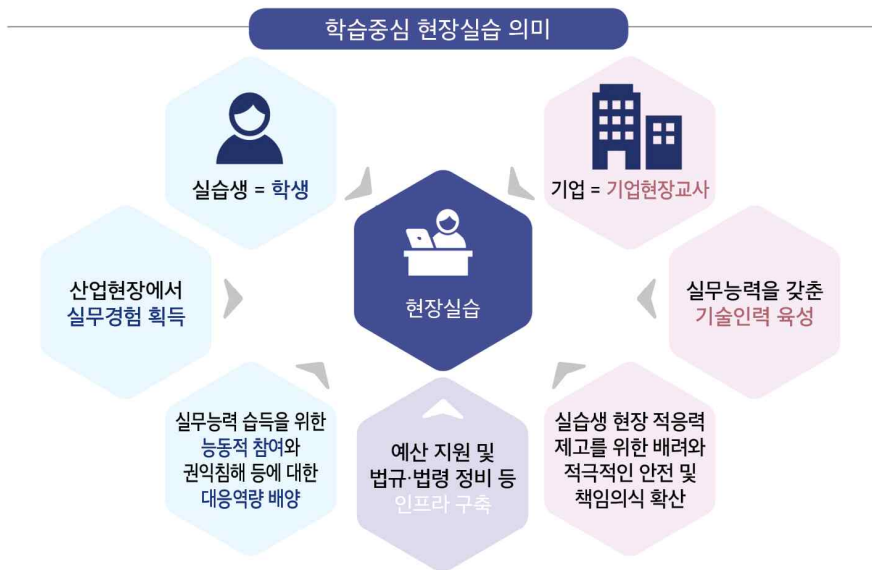 학습중심 현장실습 의미
실습생 = 학생
기업 = 기업현장교사
산업현장에서
실무경험 획득
현장실습
실무능력을 갖춘
기술인력 육성
실무능력 습득을 위한
능동적 참여와
권익침해 등에 대한
대응역량 배양
예산 지원 및
법규·법령 정비 등
인프라 구축
실습생 현장 적응력
제고를 위한 배려와
적극적인 안전 및
책임의식 확산